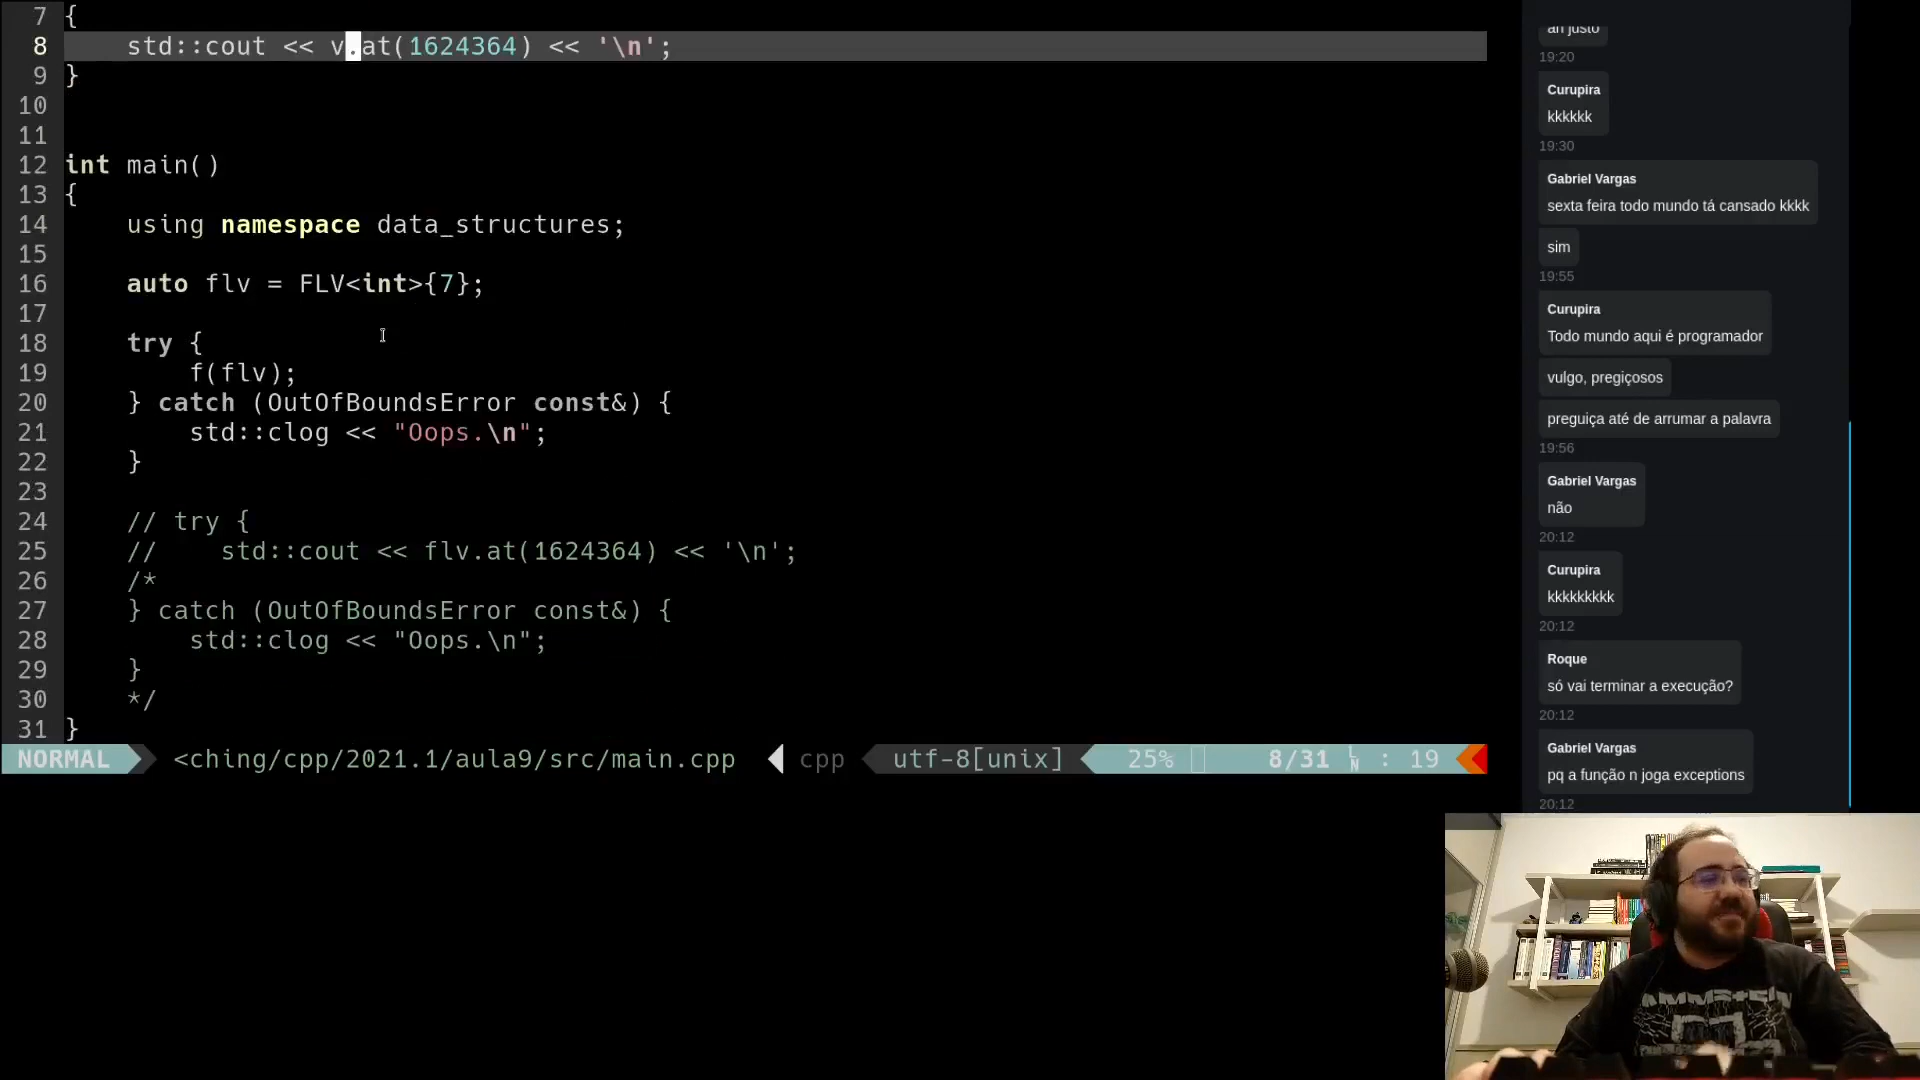 7 {
8     std::cout << v.at(1624364) << '\n';
9 }
10
11
12 int main()
13 {
14     using namespace data_structures;
15
16     auto flv = FLV<int>{7};
17
18     try {
19         f(flv);
20     } catch (OutOfBoundsError const&) {
21         std::clog << "Oops.\n";
22     }
23
24     // try {
25     //    std::cout << flv.at(1624364) << '\n';
26     /*
27     } catch (OutOfBoundsError const&) {
28         std::clog << "Oops.\n";
29     }
30     */
31 }
NORMAL <ching/cpp/2021.1/aula9/src/main.cpp cpp utf-8[unix] 25% 8/31 LN : 19
ah justo
19:20
Curupira
kkkkkk
19:30
Gabriel Vargas
sexta feira todo mundo tá cansado kkkk
sim
19:55
Curupira
Todo mundo aqui é programador
vulgo, pregiçosos
preguiça até de arrumar a palavra
19:56
Gabriel Vargas
não
20:12
Curupira
kkkkkkkkk
20:12
Roque
só vai terminar a execução?
20:12
Gabriel Vargas
pq a função n joga exceptions
20:12